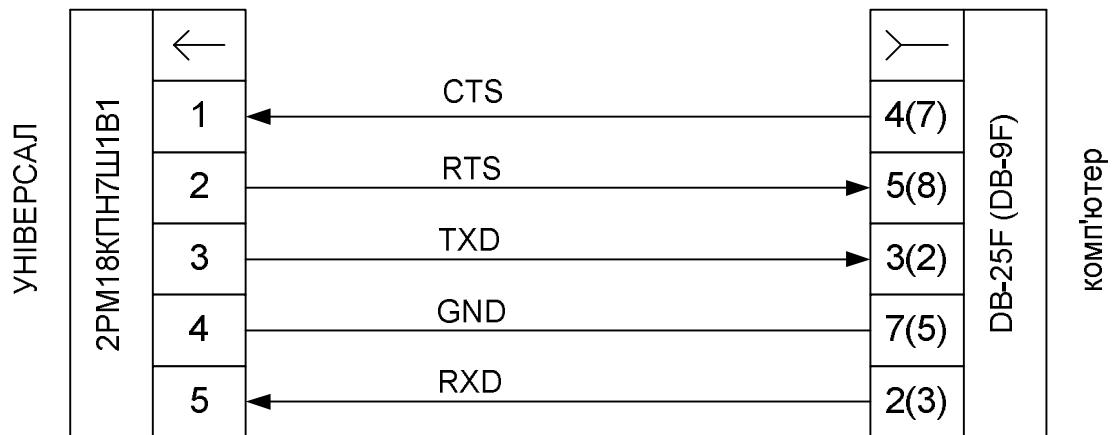 УНІВЕРСАЛ
2РМ18КПН7Ш1В1
1
CTS
4(7)
2
RTS
5(8)
3
TXD
3(2)
4
GND
7(5)
5
RXD
2(3)
DB-25F (DB-9F)
комп'ютер